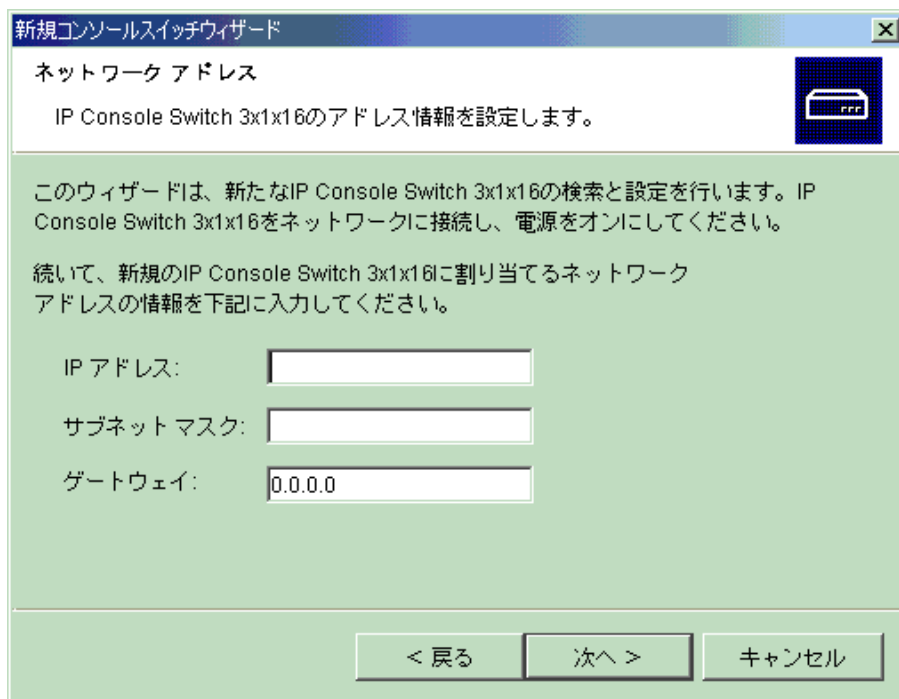 新規コンソールスイッチウィザード
ネットワーク アドレス
IP Console Switch 3x1x16のアドレス情報を設定します。
このウィザードは、新たなIP Console Switch 3x1x16の検索と設定を行います。IP
Console Switch 3x1x16をネットワークに接続し、電源をオンにしてください。
続いて、新規のIP Console Switch 3x1x16に割り当てるネットワーク
アドレスの情報を下記に入力してください。
IP アドレス:
サブネット マスク:
ゲートウェイ: 0.0.0.0
< 戻る 次へ > キャンセル